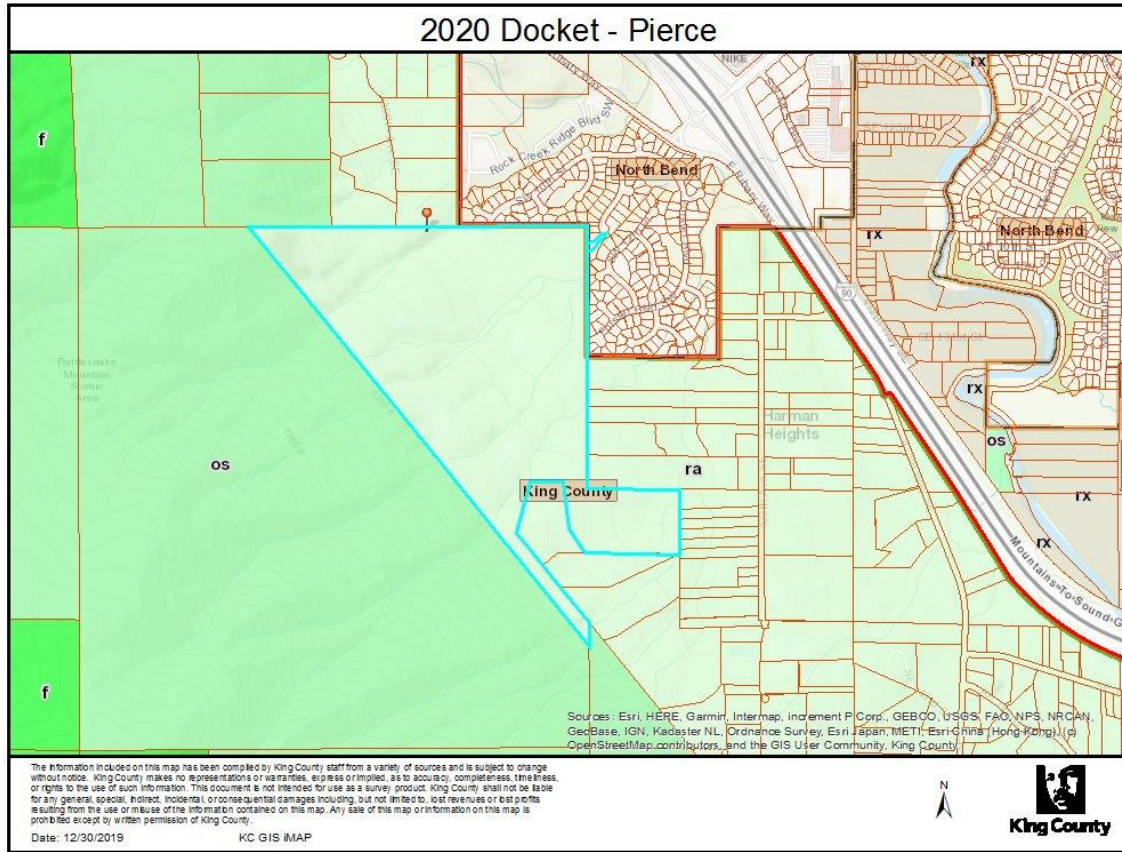 2020 Docket - Pierce
NIKE
rx
f
Rock Creek Ridge Blvd
North Bend
E Ribary Way
North Bend
rx
90
Rattlesnake
Mountain
Scenic
Area
rx
Harman
Heights
os
os
ra
King County
rx
rx
Mountains-To-Sound G
f
Sources: Esri, HERE, Garmin, Intermap, increment P Corp., GEBCO, USGS, FAO, NPS, NRCAN,
GeoBase, IGN, Kadaster NL, Ordnance Survey, Esri Japan, METI, Esri China (Hong Kong), (c)
OpenStreetMap contributors, and the GIS User Community, King County
The information included on this map has been compiled by King County staff from a variety of sources and is subject to change
without notice. King County makes no representations or warranties, express or implied, as to accuracy, completeness, timeliness,
or rights to the use of such information. This document is not intended for use as a survey product. King County shall not be liable
for any general, special, indirect, incidental, or consequential damages including, but not limited to, lost revenues or lost profits
resulting from the use or misuse of the information contained on this map. Any sale of this map or information on this map is
prohibited except by written permission of King County.
Date: 12/30/2019 KC GIS iMAP
N
King County